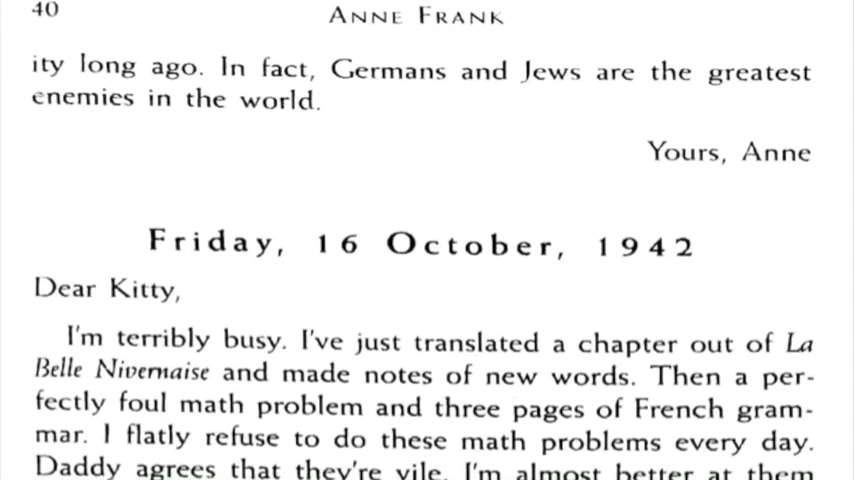 40
ANNE FRANK
ity long ago. In fact, Germans and Jews are the greatest
enemies in the world.
Yours, Anne
Friday, 16 October, 1942
Dear Kitty,
I'm terribly busy. I've just translated a chapter out of La
Belle Nivernaise and made notes of new words. Then a per-
fectly foul math problem and three pages of French gram-
mar. I flatly refuse to do these math problems every day.
Daddy agrees that they're vile. I'm almost better at them